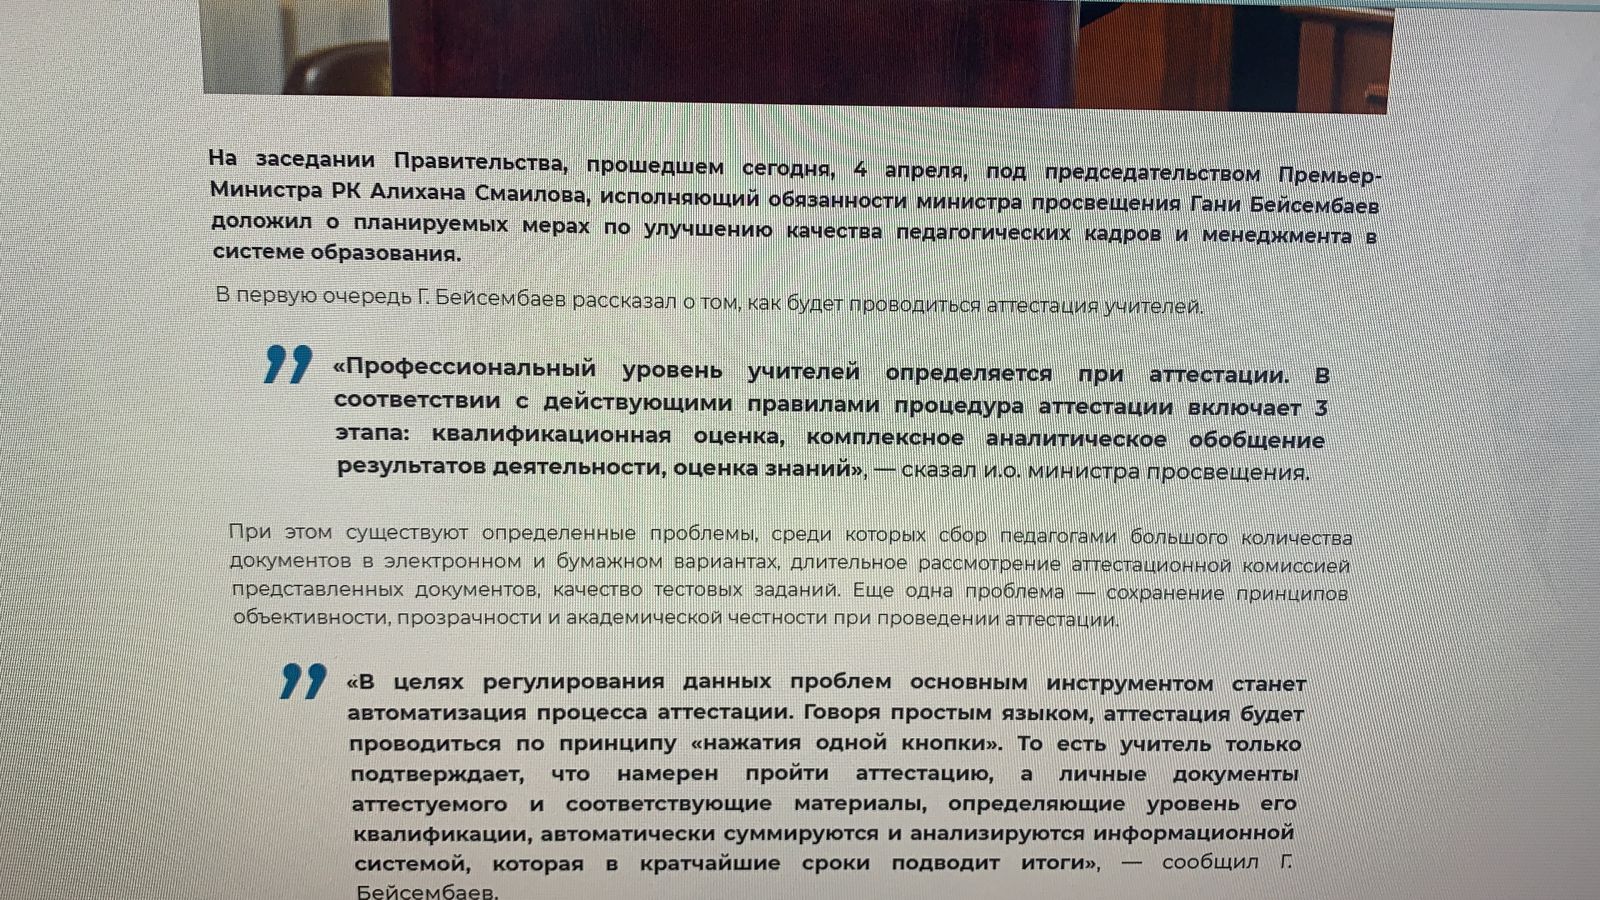 На заседании Правительства, прошедшем сегодня, 4 апреля, под председательством Премьер-
Министра РК Алихана Смаилова, исполняющий обязанности министра просвещения Гани Бейсембаев
доложил о планируемых мерах по улучшению качества педагогических кадров и менеджмента в
системе образования.
В первую очередь Г. Бейсембаев рассказал о том, как будет проводиться аттестация учителей.
«Профессиональный уровень учителей определяется при аттестации. В
соответствии с действующими правилами процедура аттестации включает 3
этапа: квалификационная оценка, комплексное аналитическое обобщение
результатов деятельности, оценка знаний», — сказал и.о. министра просвещения.
При этом существуют определенные проблемы, среди которых сбор педагогами большого количества
документов в электронном и бумажном вариантах, длительное рассмотрение аттестационной комиссией
представленных документов, качество тестовых заданий. Еще одна проблема — сохранение принципов
объективности, прозрачности и академической честности при проведении аттестации.
«В целях регулирования данных проблем основным инструментом станет
автоматизация процесса аттестации. Говоря простым языком, аттестация будет
проводиться по принципу «нажатия одной кнопки». То есть учитель только
подтверждает, что намерен пройти аттестацию, а личные документы
аттестуемого и соответствующие материалы, определяющие уровень его
квалификации, автоматически суммируются и анализируются информационной
системой, которая в кратчайшие сроки подводит итоги», — сообщил Г.
Бейсембаев.